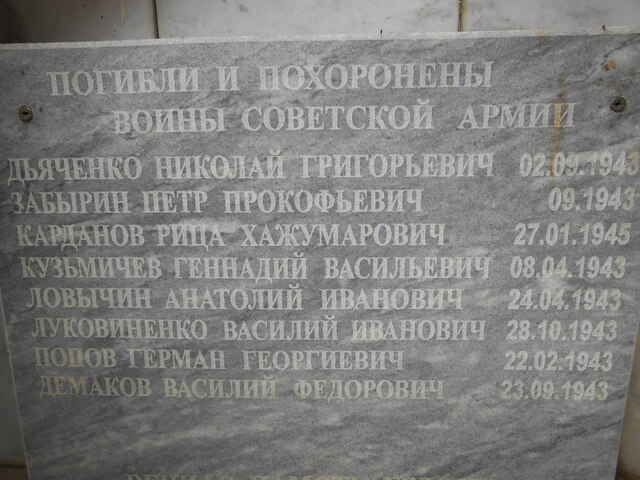 ПОГИБЛИ И ПОХОРОНЕНЫ
ВОИНЫ СОВЕТСКОЙ АРМИИ
ДЬЯЧЕНКО НИКОЛАЙ ГРИГОРЬЕВИЧ 02.09.1943
ЗАБЫРИН ПЕТР ПРОКОФЬЕВИЧ 09.1943
КАРДАНОВ РИЦА ХАЖУМАРОВИЧ 27.01.1945
КУЗЬМИЧЕВ ГЕННАДИЙ ВАСИЛЬЕВИЧ 08.04.1943
ЛОВЫЧИН АНАТОЛИЙ ИВАНОВИЧ 24.04.1943
ЛУКОВИНЕНКО ВАСИЛИЙ ИВАНОВИЧ 28.10.1943
ПОПОВ ГЕРМАН ГЕОРГИЕВИЧ 22.02.1943
ДЕМАКОВ ВАСИЛИЙ ФЕДОРОВИЧ 23.09.1943